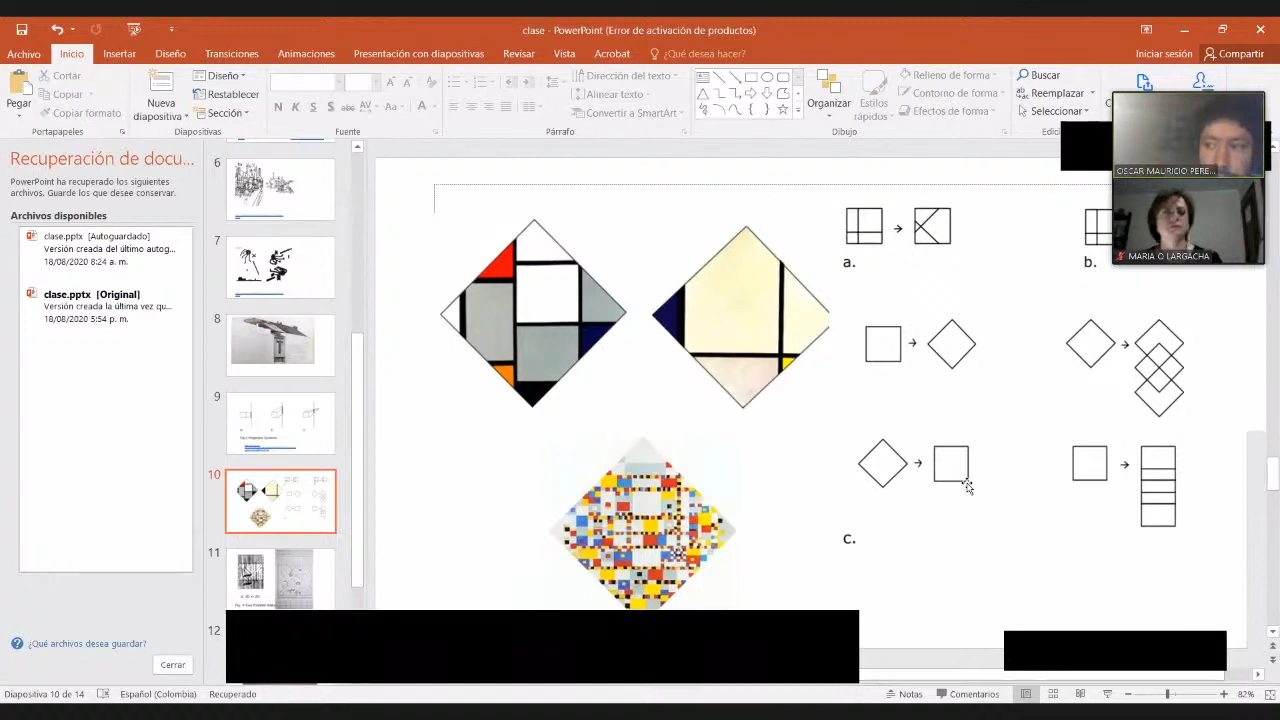 clase - PowerPoint (Error de activación de productos)
Archivo Inicio Insertar Diseño Transiciones Animaciones Presentación con diapositivas Revisar Vista Acrobat ¿Qué desea hacer? Iniciar sesión Compartir
Pegar
Cortar
Copiar
Copiar formato
Portapapeles
Nueva
diapositiva
Diseño
Restablecer
Sección
Diapositivas
N K S S abc AV Aa A
Fuente
Dirección del texto
Alinear texto
Convertir a SmartArt
Párrafo
Organizar
Estilos
rápidos
Relleno de forma
Contorno de forma
Efectos de forma
Dibujo
Buscar
Reemplazar
Seleccionar
OSCAR MAURICIO PERE...
MARIA O LARGACHA
Recuperación de docu...
PowerPoint ha recuperado los siguientes
archivos. Guarde los que desee conservar.
Archivos disponibles
clase.pptx [Autoguardado]
Versión creada del último autog...
18/08/2020 8:24 a. m.
clase.pptx [Original]
Versión creada la última vez qu...
18/08/2020 5:54 p. m.
¿Qué archivos desea guardar?
Cerrar
6
7
8
9
10
11
12
a.
b.
c.
Diapositiva 10 de 14 Español (Colombia) Recuperado Notas Comentarios 82%